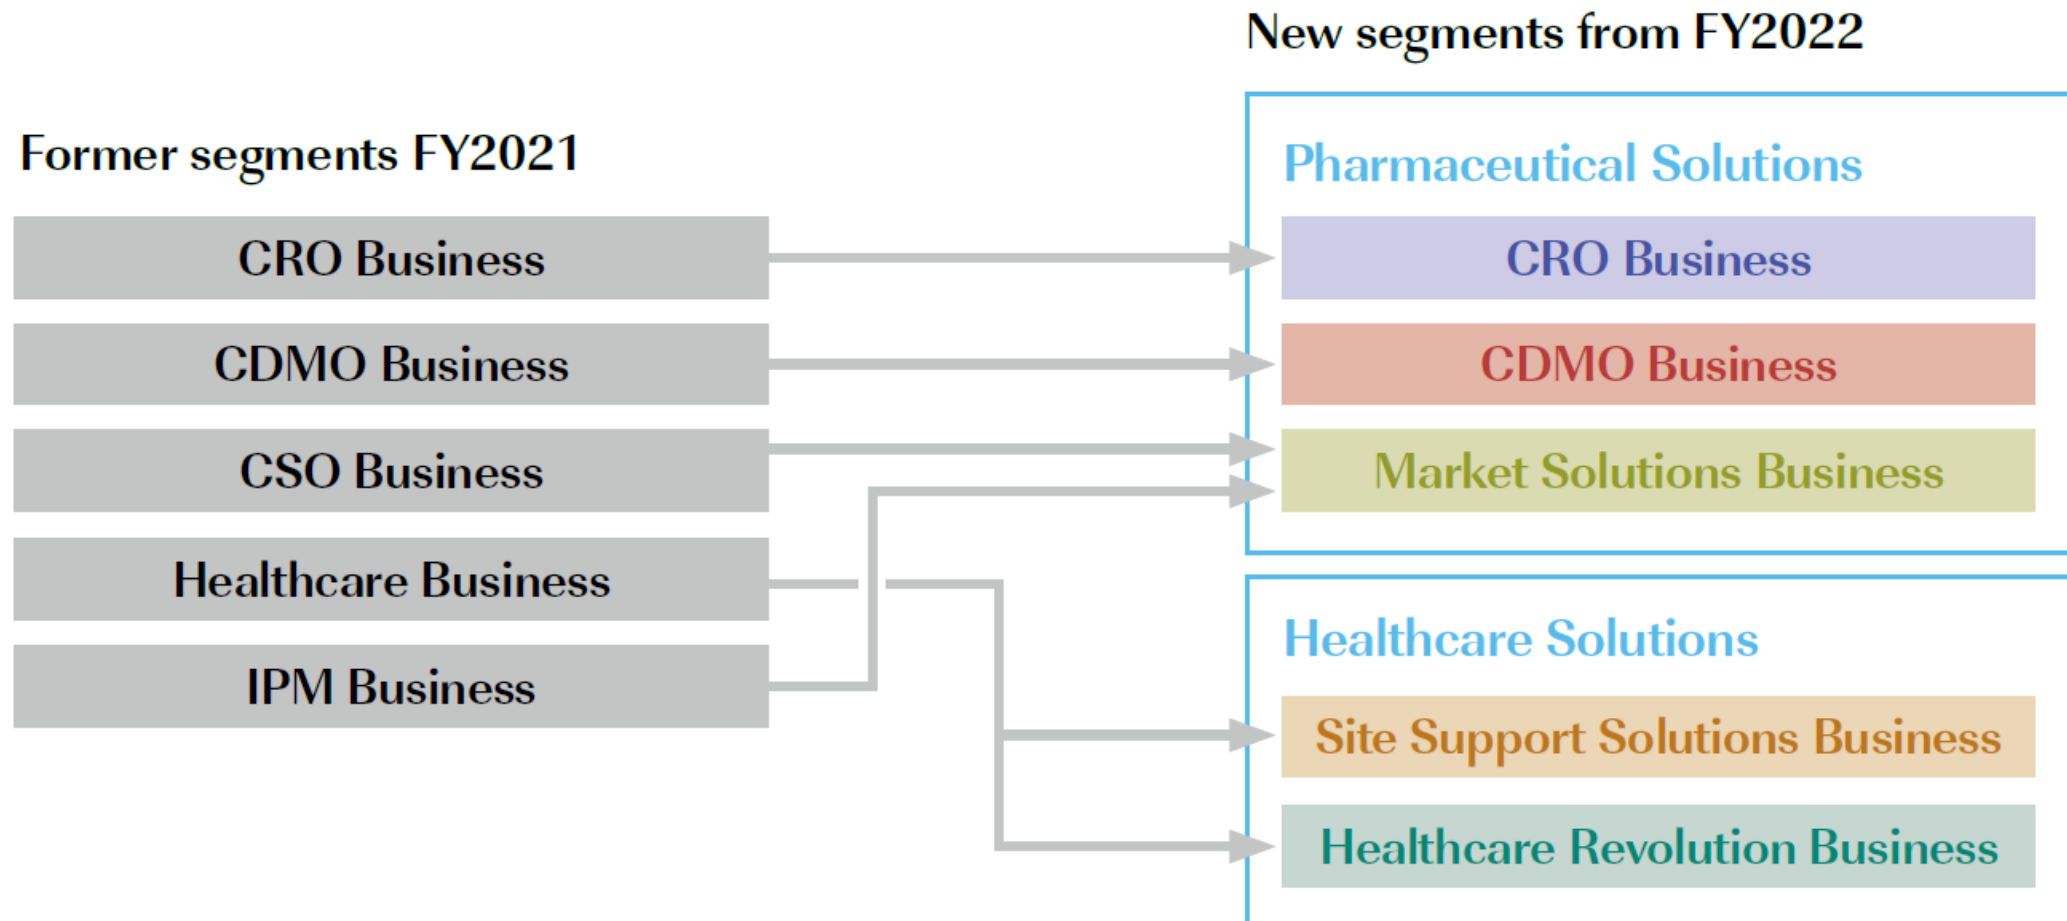 Former segments FY2021
CRO Business
CDMO Business
CSO Business
Healthcare Business
IPM Business
New segments from FY2022
Pharmaceutical Solutions
CRO Business
CDMO Business
Market Solutions Business
Healthcare Solutions
Site Support Solutions Business
Healthcare Revolution Business